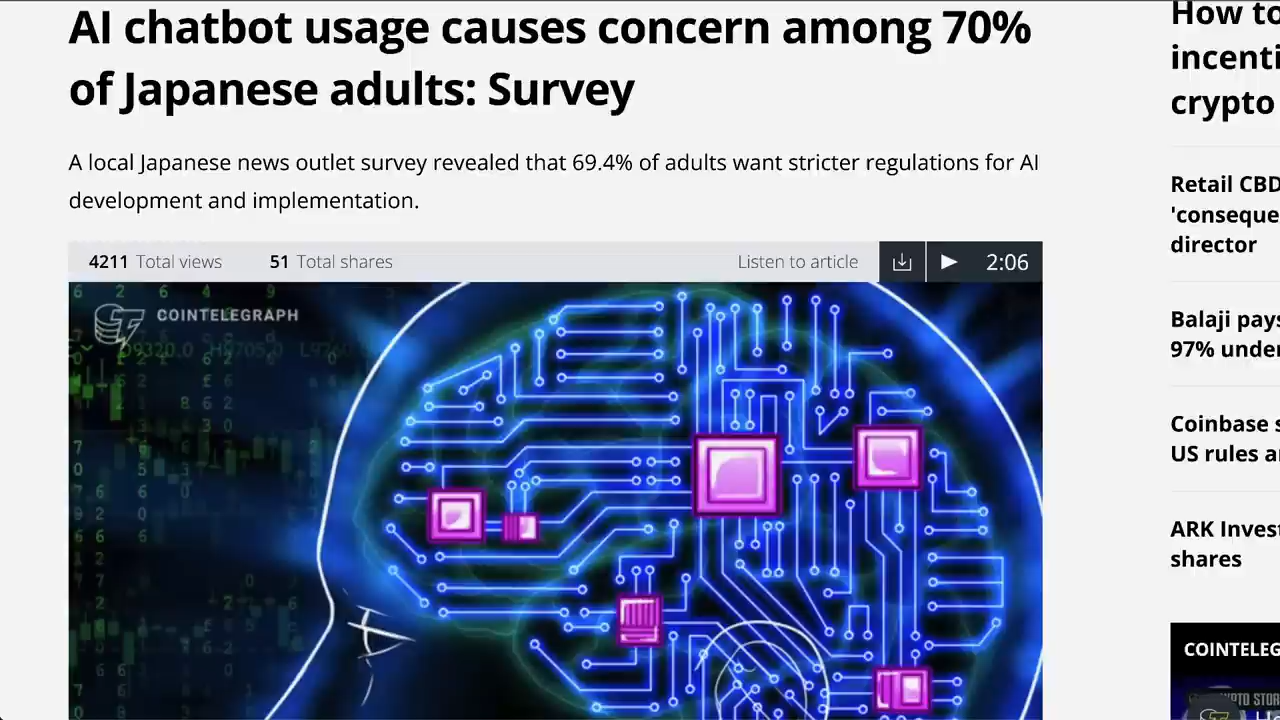 AI chatbot usage causes concern among 70%
of Japanese adults: Survey
A local Japanese news outlet survey revealed that 69.4% of adults want stricter regulations for AI
development and implementation.
4211 Total views 51 Total shares Listen to article 2:06
COINTELEGRAPH
How to
incenti
crypto
Retail CBD
'conseque
director
Balaji pays
97% under
Coinbase s
US rules a
ARK Invest
shares
COINTELEG